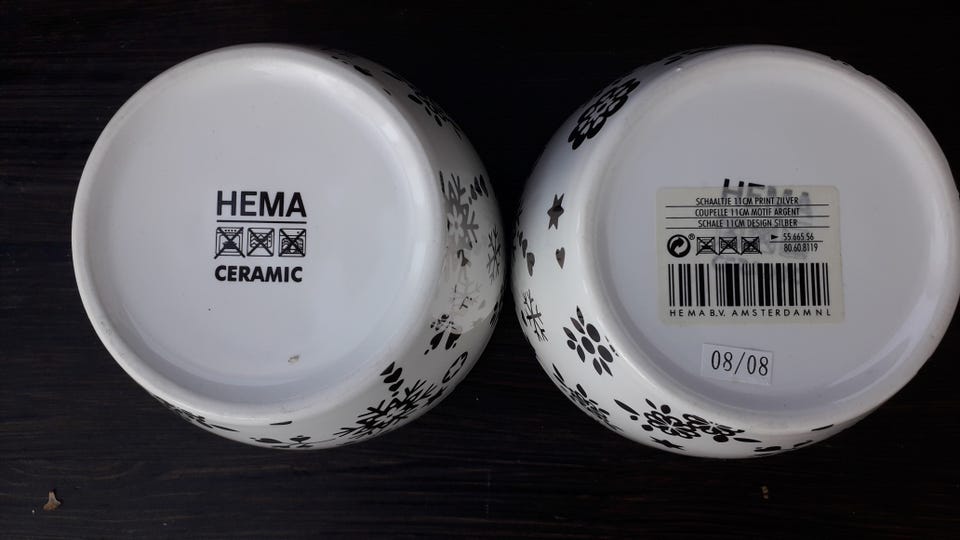 HEMA
CERAMIC
HEMA
SCHAALTJE 11CM PRINT ZILVER
COUPELLE 11CM MOTIF ARGENT
SCHALE 11CM DESIGN SILBER
55.665.56
80.60.8119
HEMA B.V. AMSTERDAM NL
08/08